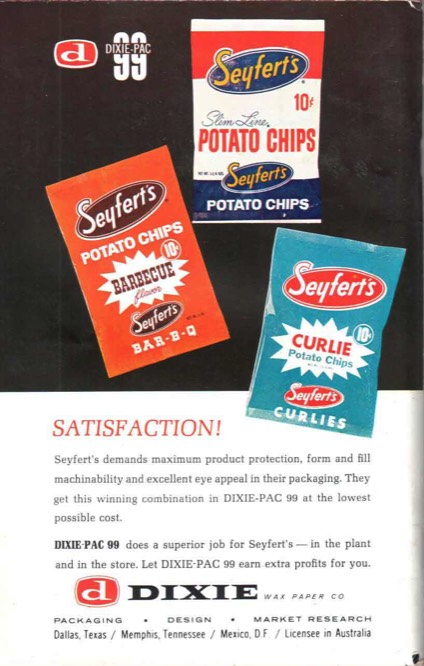 d DIXIE-PAC
99
Seyfert's
10¢
Slim-Line
POTATO CHIPS
Seyfert's
POTATO CHIPS
Seyfert's
POTATO CHIPS
10¢
BARBECUE
flavor
Seyfert's
BAR-B-Q
Seyfert's
10¢
CURLIE
Potato Chips
Seyfert's
CURLIES
SATISFACTION!
Seyfert's demands maximum product protection, form and fill
machinability and excellent eye appeal in their packaging. They
get this winning combination in DIXIE-PAC 99 at the lowest
possible cost.
DIXIE-PAC 99 does a superior job for Seyfert's — in the plant
and in the store. Let DIXIE-PAC 99 earn extra profits for you.
d DIXIE WAX PAPER CO.
PACKAGING • DESIGN • MARKET RESEARCH
Dallas, Texas / Memphis, Tennessee / Mexico, D.F. / Licensee in Australia